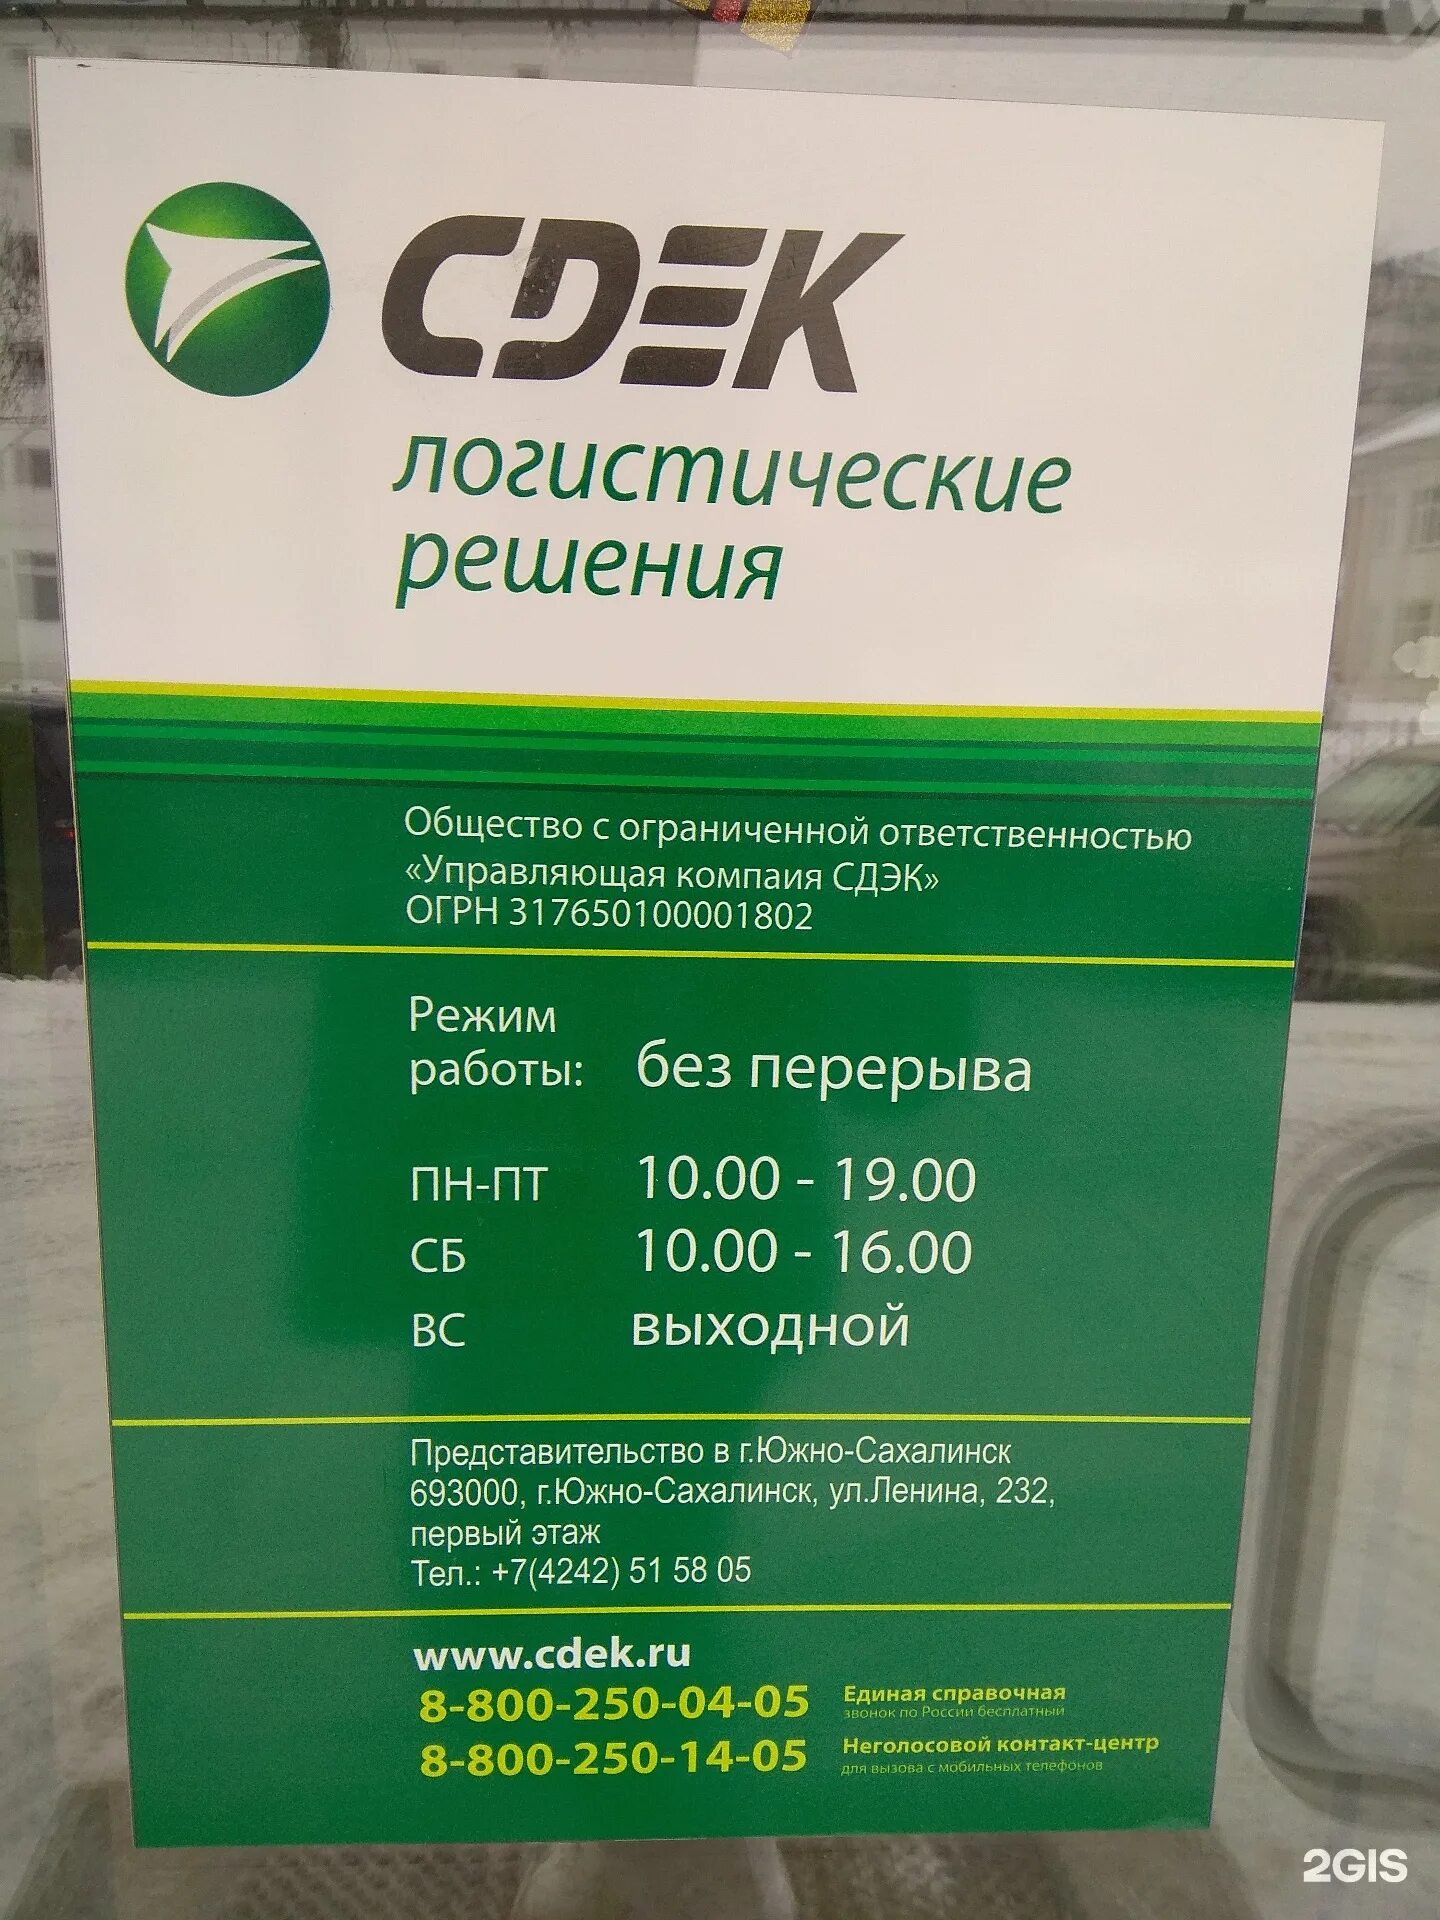 CDEK
логистические
решения
Общество с ограниченной ответственностью
«Управляющая компаия СДЭК»
ОГРН 317650100001802
Режим
работы: без перерыва
ПН-ПТ 10.00 - 19.00
СБ 10.00 - 16.00
ВС выходной
Представительство в г.Южно-Сахалинск
693000, г.Южно-Сахалинск, ул.Ленина, 232,
первый этаж
Тел.: +7(4242) 51 58 05
www.cdek.ru
8-800-250-04-05 Единая справочная
звонок по России бесплатный
8-800-250-14-05 Неголосовой контакт-центр
для вызова с мобильных телефонов
2GIS